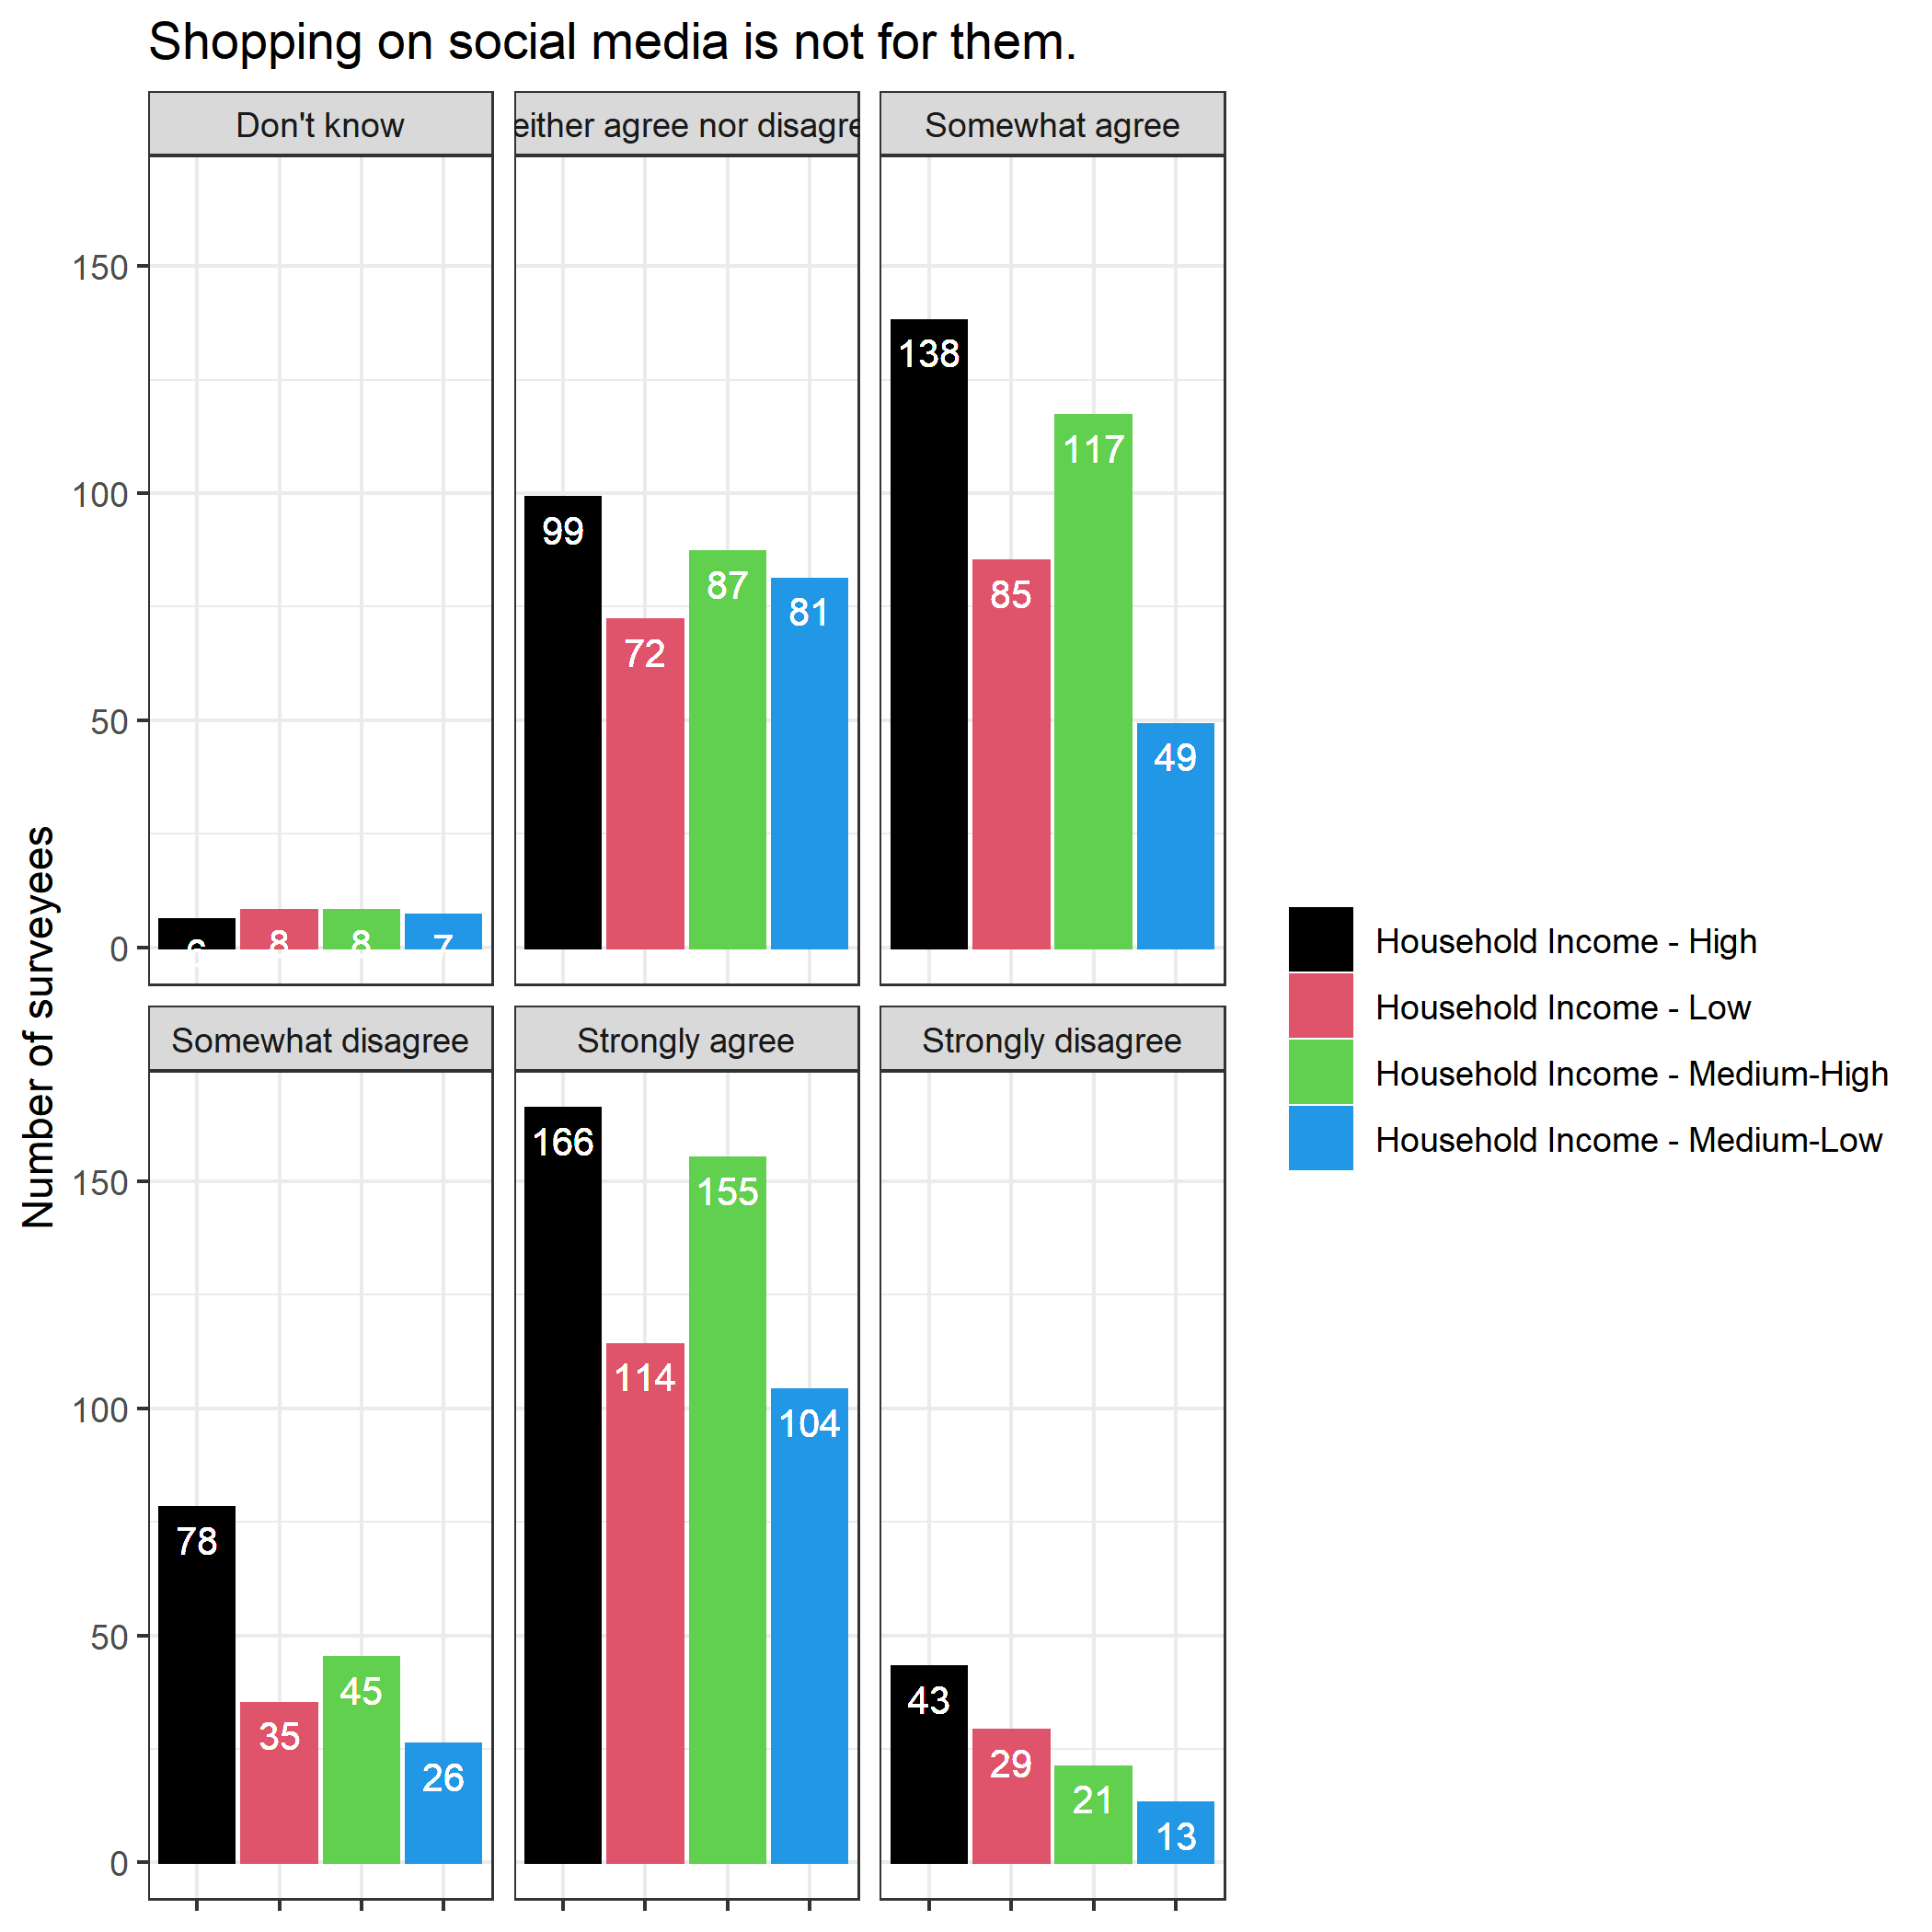 Shopping on social media is not for them.
Don't know
either agree nor disagre
Somewhat agree
150
100
50
0
8
8
7
99
72
87
81
138
85
117
49
Number of surveyees
Somewhat disagree
Strongly agree
Strongly disagree
150
100
50
0
78
35
45
26
166
114
155
104
43
29
21
13
Household Income - High
Household Income - Low
Household Income - Medium-High
Household Income - Medium-Low